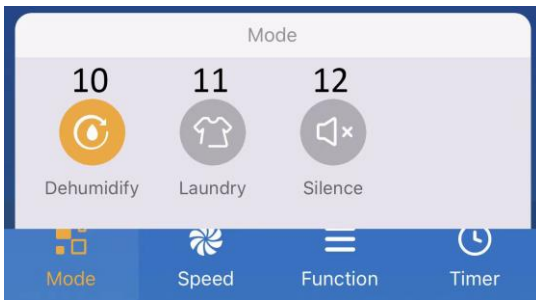 Mode
10 11 12
Dehumidify Laundry Silence
Mode Speed Function Timer